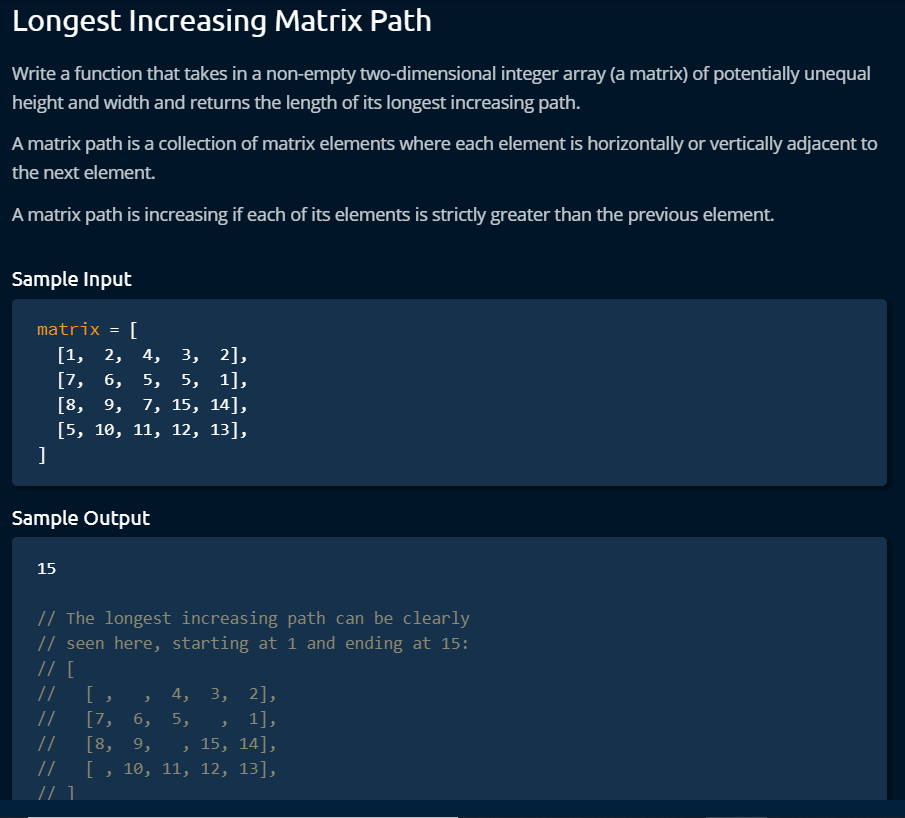 Longest Increasing Matrix Path
Write a function that takes in a non-empty two-dimensional integer array (a matrix) of potentially unequal
height and width and returns the length of its longest increasing path.
A matrix path is a collection of matrix elements where each element is horizontally or vertically adjacent to
the next element.
A matrix path is increasing if each of its elements is strictly greater than the previous element.
Sample Input
matrix = [
  [1,  2,  4,  3,  2],
  [7,  6,  5,  5,  1],
  [8,  9,  7, 15, 14],
  [5, 10, 11, 12, 13],
]
Sample Output
15
// The longest increasing path can be clearly
// seen here, starting at 1 and ending at 15:
// [
//   [ ,   ,  4,  3,  2],
//   [7,  6,  5,   ,  1],
//   [8,  9,   , 15, 14],
//   [ , 10, 11, 12, 13],
// ]